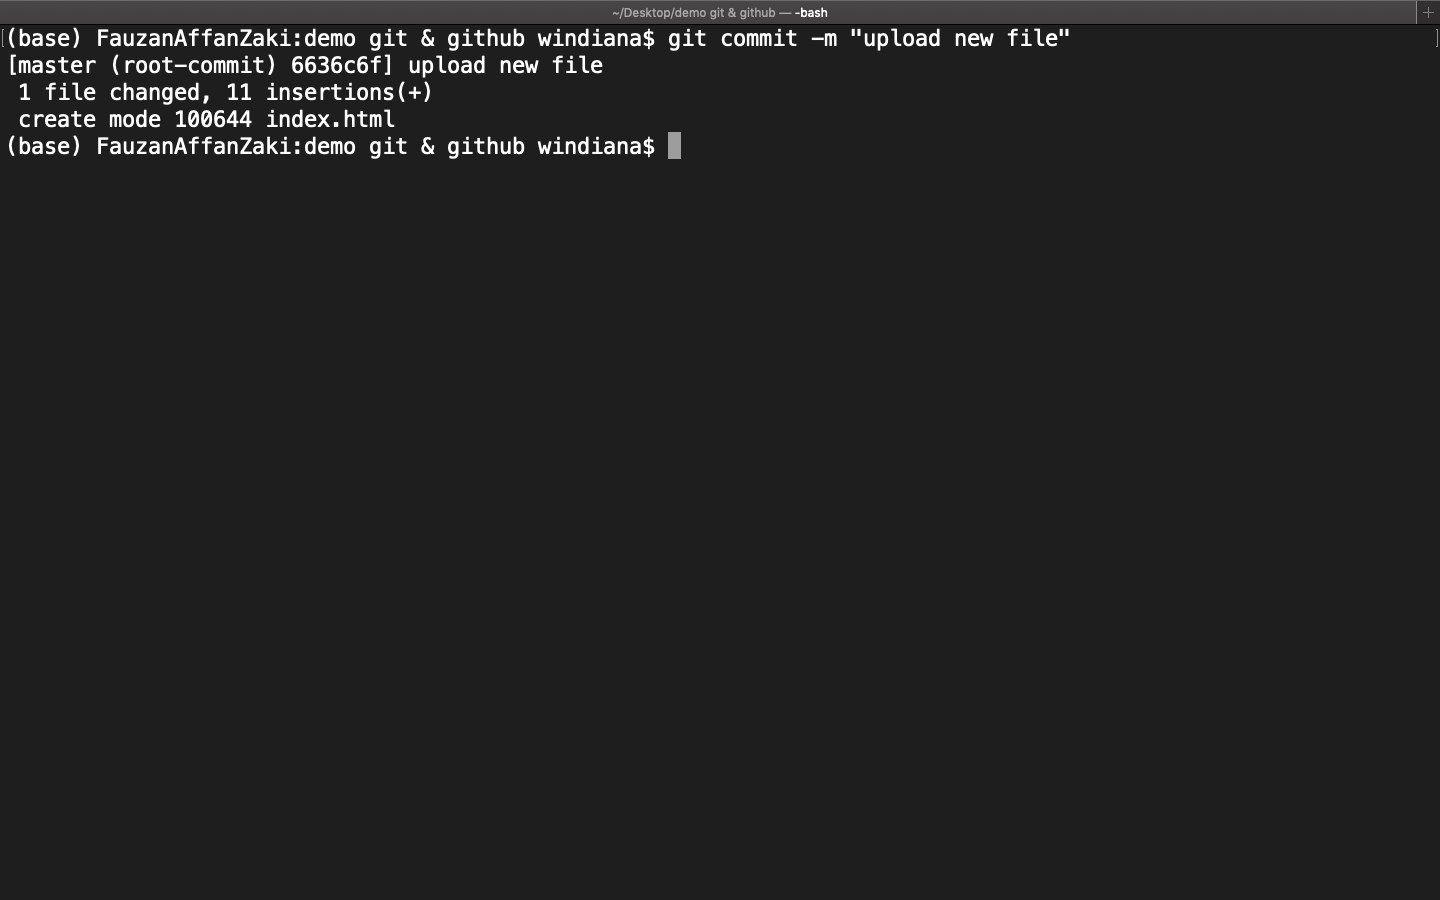 ~/Desktop/demo git & github — -bash
(base) FauzanAffanZaki:demo git & github windiana$ git commit -m "upload new file"
[master (root-commit) 6636c6f] upload new file
 1 file changed, 11 insertions(+)
 create mode 100644 index.html
(base) FauzanAffanZaki:demo git & github windiana$